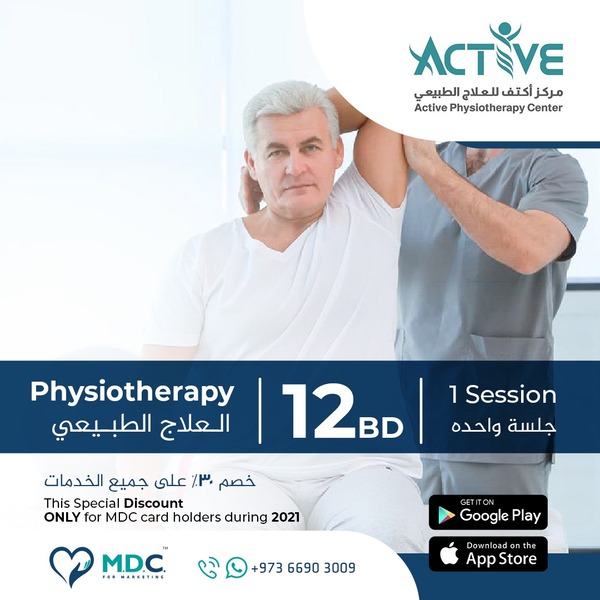 ACTIVE
مركز أكتف للعلاج الطبيعي
Active Physiotherapy Center
Physiotherapy
العلاج الطبيعي
12BD
1 Session
جلسة واحده
خصم ٣٠٪ على جميع الخدمات
This Special Discount
ONLY for MDC card holders during 2021
GET IT ON
Google Play
Download on the
App Store
M.D.C.™
FOR MARKETING
+973 6690 3009